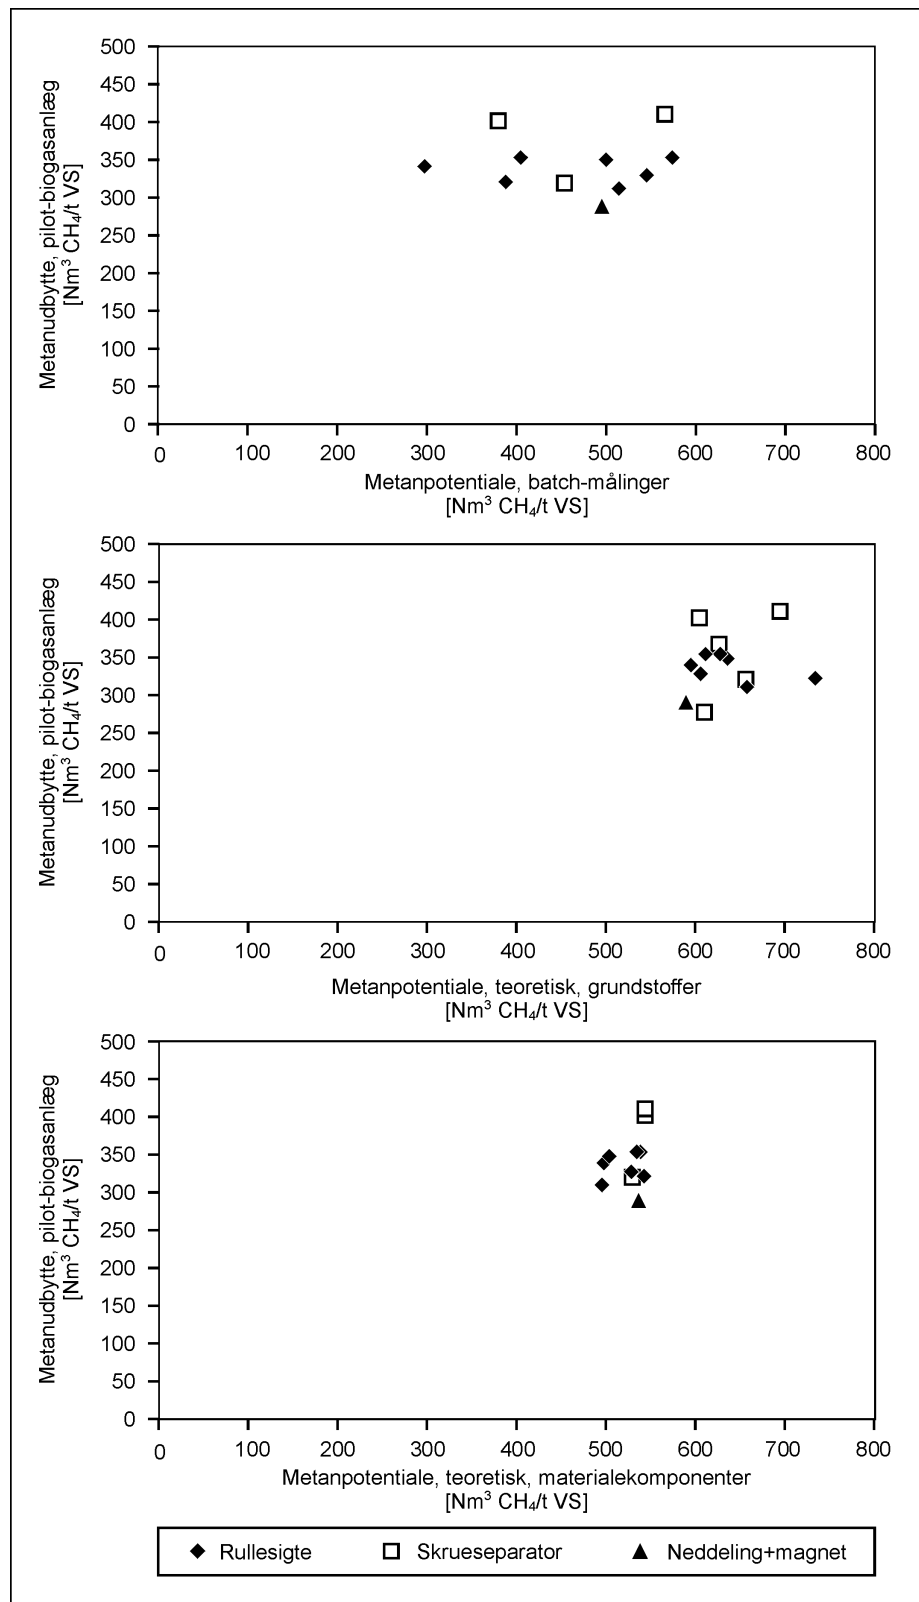 500
450
400
350
300
250
200
150
100
50
0
Metanudbytte, pilot-biogasanlæg
[Nm³ CH₄/t VS]
0 100 200 300 400 500 600 700 800
Metanpotentiale, batch-målinger
[Nm³ CH₄/t VS]
500
450
400
350
300
250
200
150
100
50
0
Metanudbytte, pilot-biogasanlæg
[Nm³ CH₄/t VS]
0 100 200 300 400 500 600 700 800
Metanpotentiale, teoretisk, grundstoffer
[Nm³ CH₄/t VS]
500
450
400
350
300
250
200
150
100
50
0
Metanudbytte, pilot-biogasanlæg
[Nm³ CH₄/t VS]
0 100 200 300 400 500 600 700 800
Metanpotentiale, teoretisk, materialekomponenter
[Nm³ CH₄/t VS]
Rullesigte Skrueseparator Neddeling+magnet